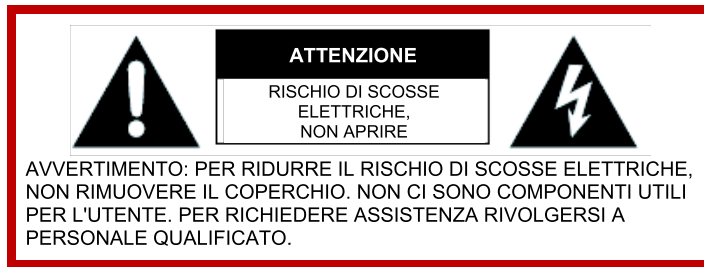 ATTENZIONE
RISCHIO DI SCOSSE
ELETTRICHE,
NON APRIRE
AVVERTIMENTO: PER RIDURRE IL RISCHIO DI SCOSSE ELETTRICHE,
NON RIMUOVERE IL COPERCHIO. NON CI SONO COMPONENTI UTILI
PER L'UTENTE. PER RICHIEDERE ASSISTENZA RIVOLGERSI A
PERSONALE QUALIFICATO.